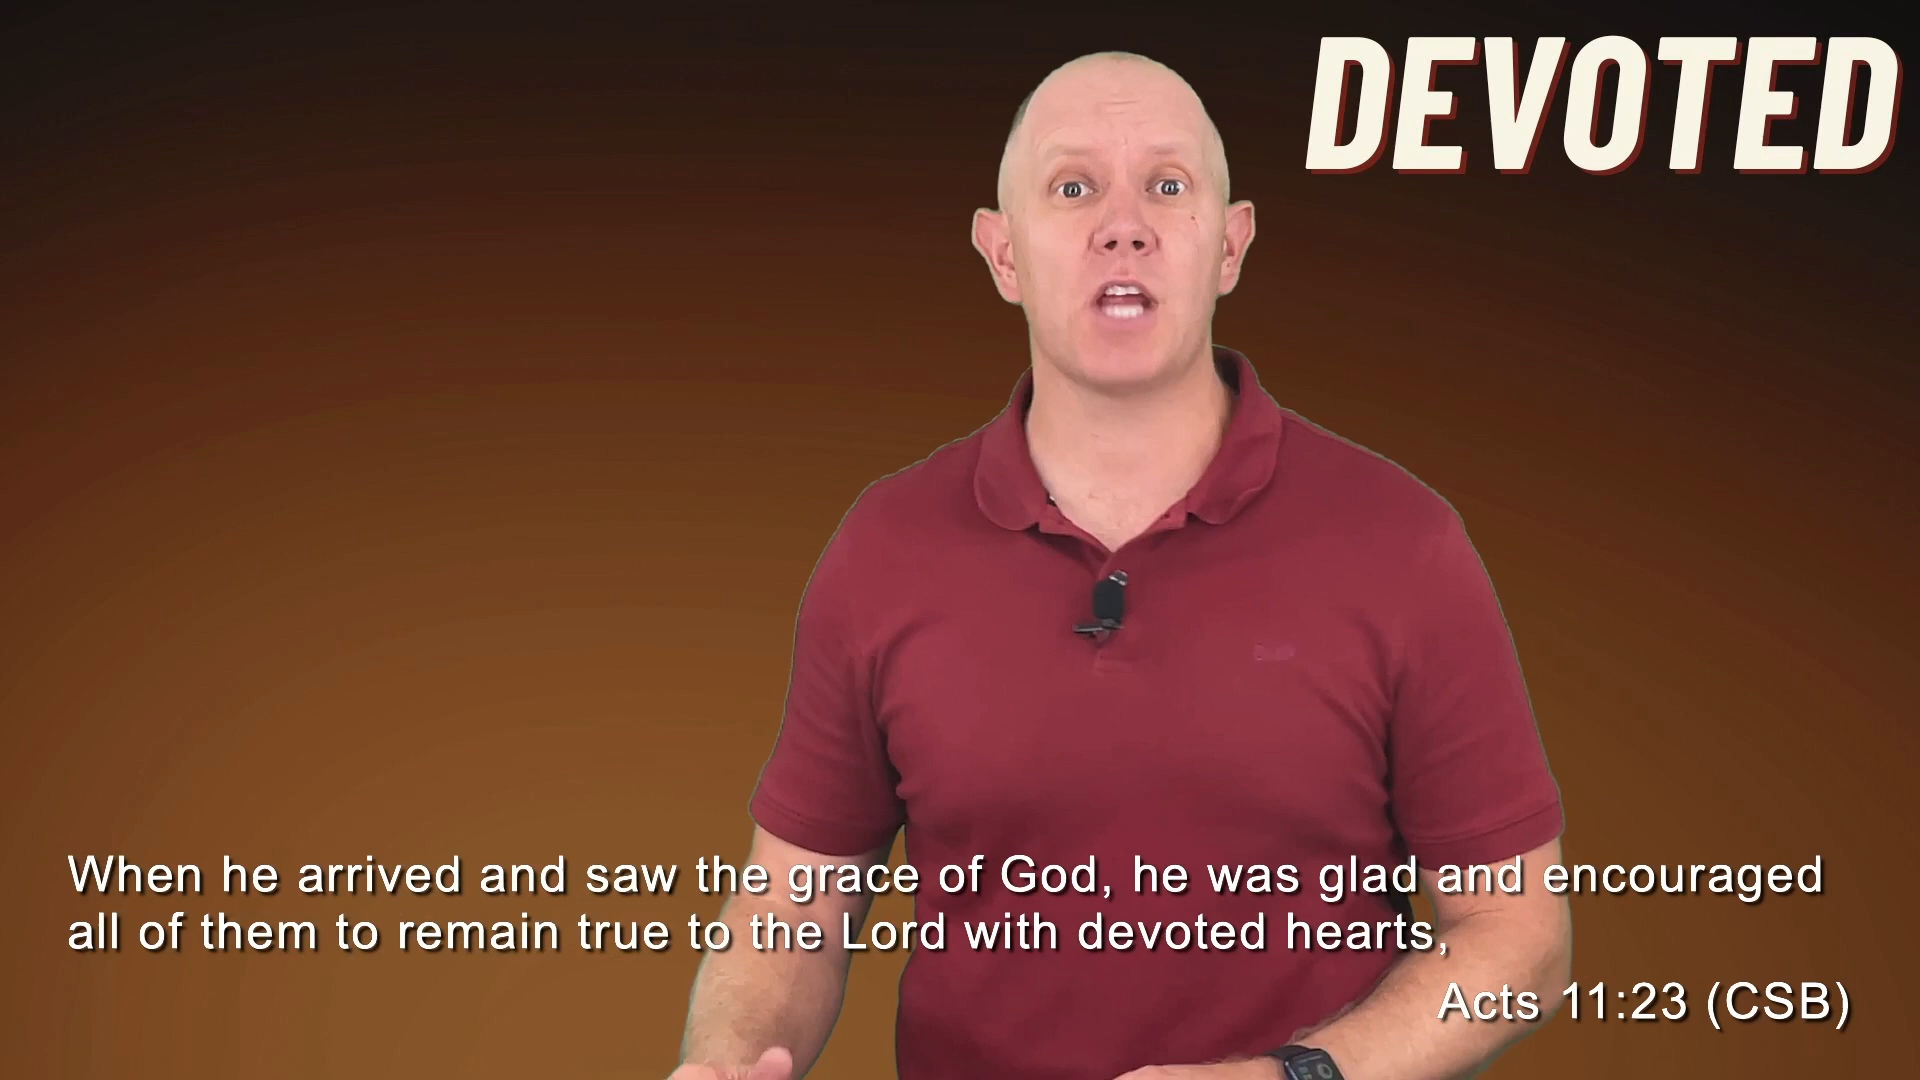 DEVOTED
When he arrived and saw the grace of God, he was glad and encouraged
all of them to remain true to the Lord with devoted hearts,
Acts 11:23 (CSB)